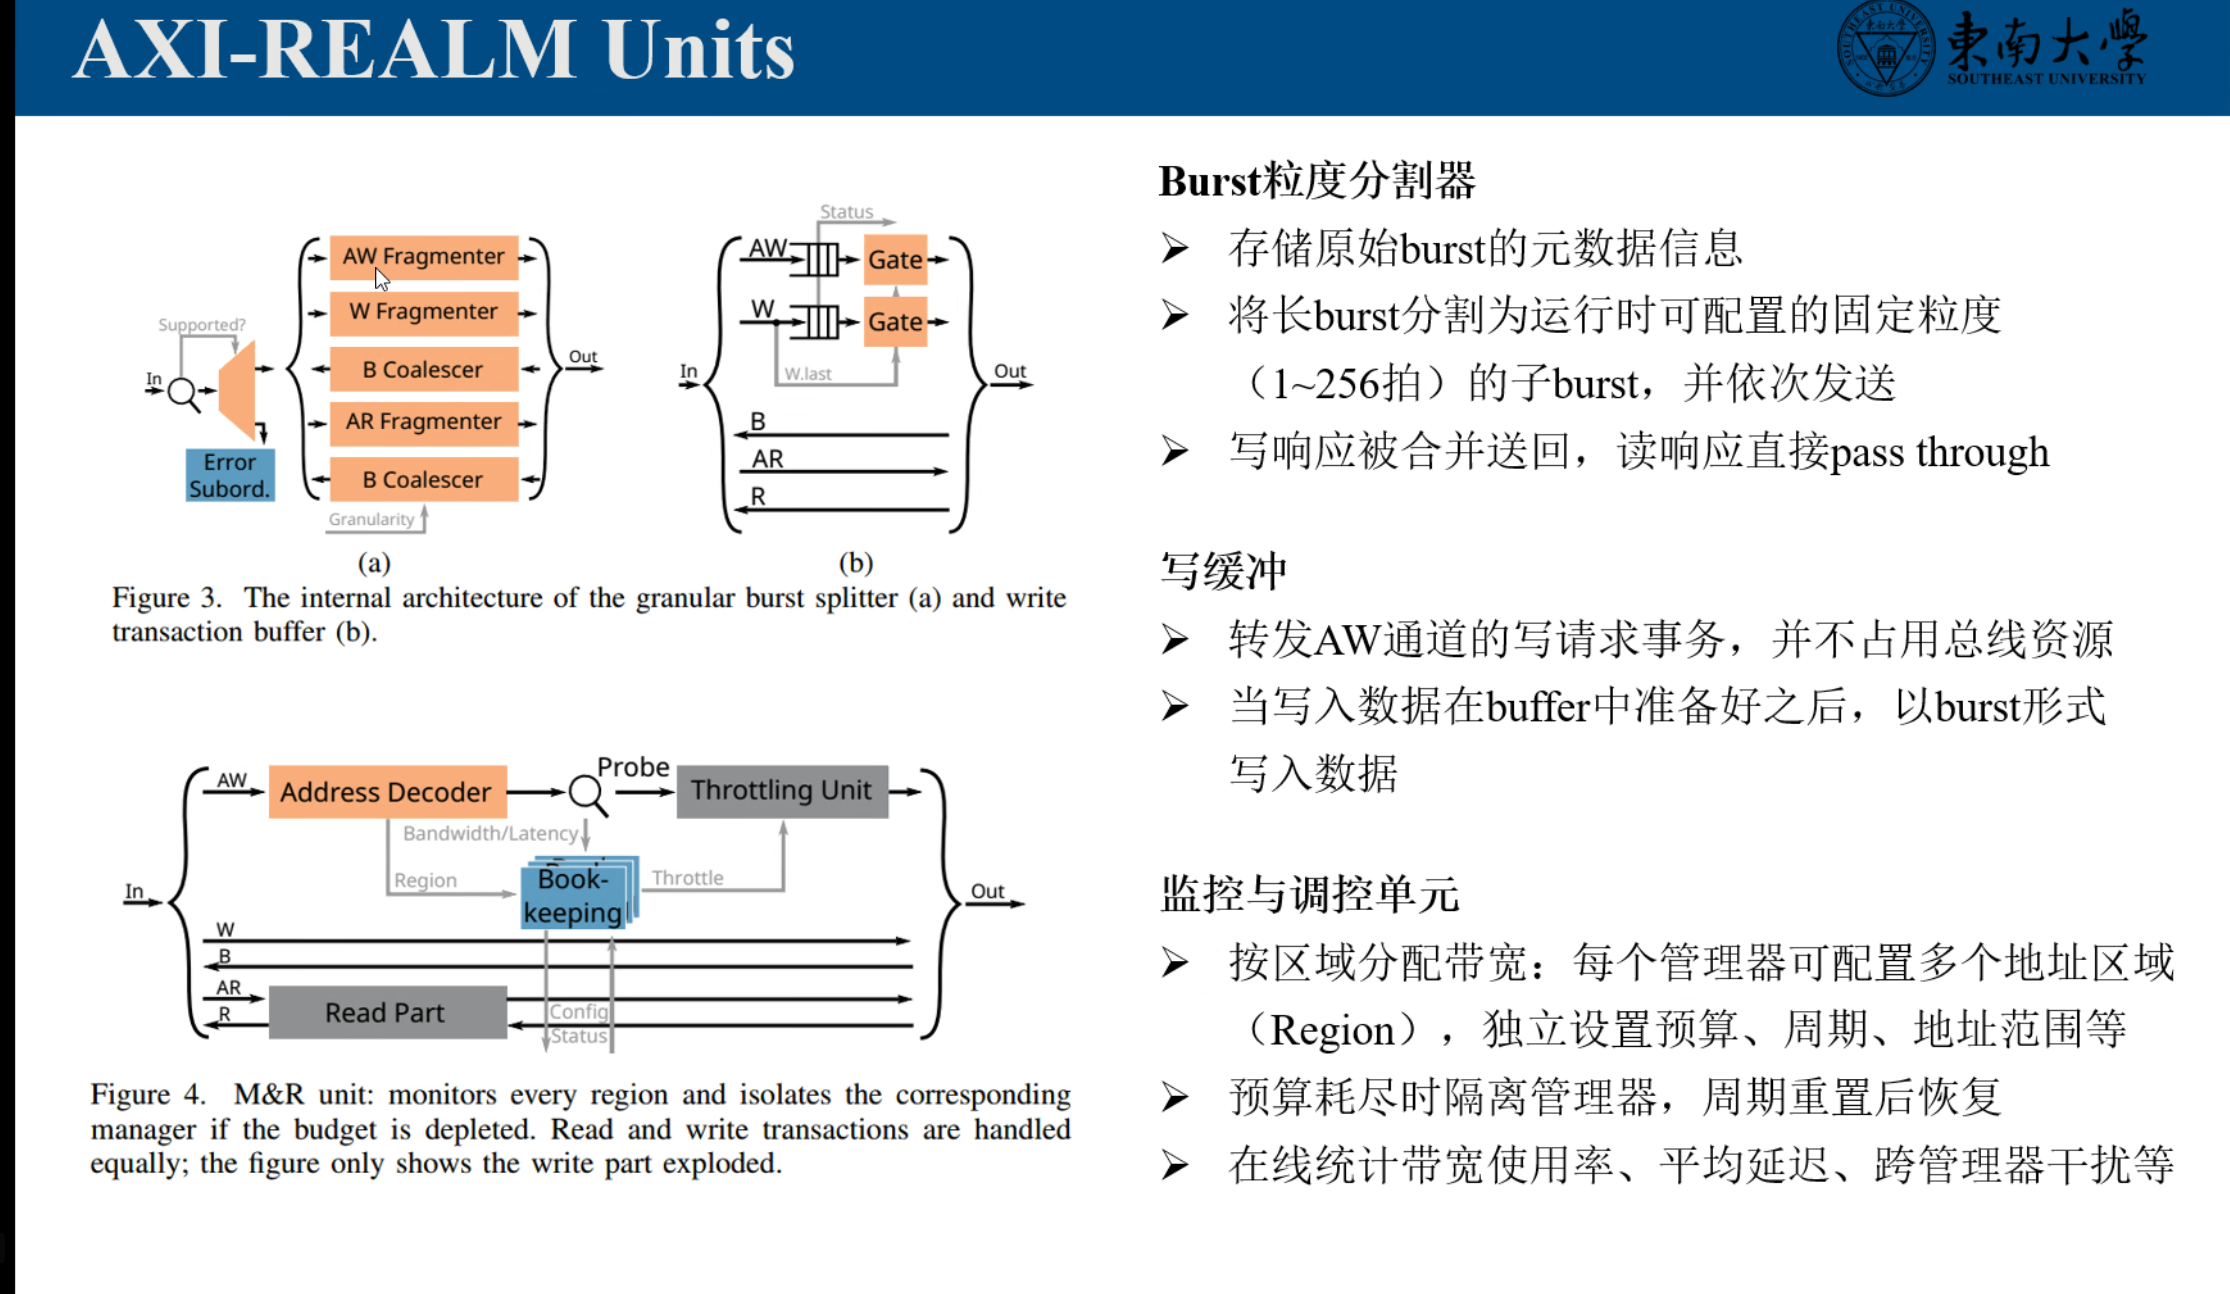 AXI-REALM Units
東南大學
SOUTHEAST UNIVERSITY
Supported?
In
Error
Subord.
AW Fragmenter
W Fragmenter
B Coalescer
AR Fragmenter
B Coalescer
Granularity
Out
(a)
Status
AW
Gate
W
Gate
W.last
In
Out
B
AR
R
(b)
Figure 3. The internal architecture of the granular burst splitter (a) and write
transaction buffer (b).
AW
Address Decoder
Probe
Throttling Unit
Bandwidth/Latency
Region
Book-
keeping
Throttle
In
Out
W
B
AR
R
Read Part
Config
Status
Figure 4. M&R unit: monitors every region and isolates the corresponding
manager if the budget is depleted. Read and write transactions are handled
equally; the figure only shows the write part exploded.
Burst粒度分割器
➢ 存储原始burst的元数据信息
➢ 将长burst分割为运行时可配置的固定粒度
（1~256拍）的子burst，并依次发送
➢ 写响应被合并送回，读响应直接pass through
写缓冲
➢ 转发AW通道的写请求事务，并不占用总线资源
➢ 当写入数据在buffer中准备好之后，以burst形式
写入数据
监控与调控单元
➢ 按区域分配带宽：每个管理器可配置多个地址区域
（Region），独立设置预算、周期、地址范围等
➢ 预算耗尽时隔离管理器，周期重置后恢复
➢ 在线统计带宽使用率、平均延迟、跨管理器干扰等